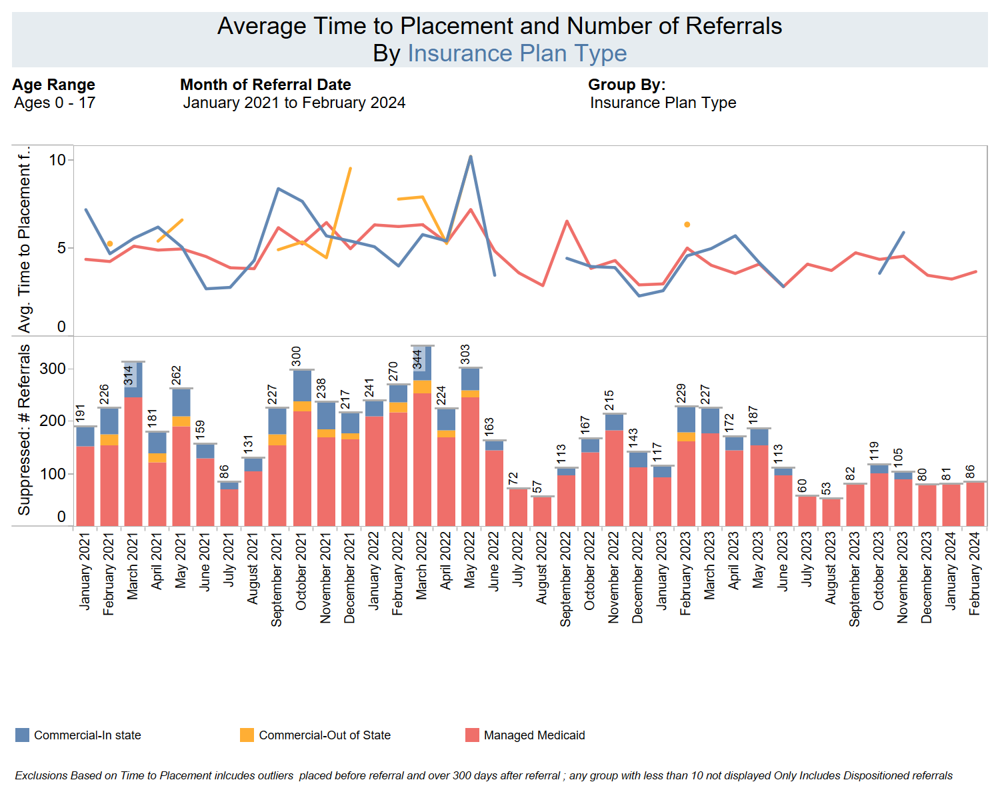 Average Time to Placement and Number of Referrals
By Insurance Plan Type
Age Range
Ages 0 - 17
Month of Referral Date
January 2021 to February 2024
Group By:
Insurance Plan Type
Avg. Time to Placement f..
10
5
0
Suppressed: # Referrals
300
200
100
0
191
226
314
181
262
159
86
131
227
300
238
217
241
270
344
224
303
163
72
57
113
167
215
143
117
229
227
172
187
113
60
53
82
119
105
80
81
86
January 2021
February 2021
March 2021
April 2021
May 2021
June 2021
July 2021
August 2021
September 2021
October 2021
November 2021
December 2021
January 2022
February 2022
March 2022
April 2022
May 2022
June 2022
July 2022
August 2022
September 2022
October 2022
November 2022
December 2022
January 2023
February 2023
March 2023
April 2023
May 2023
June 2023
July 2023
August 2023
September 2023
October 2023
November 2023
December 2023
January 2024
February 2024
Commercial-In state
Commercial-Out of State
Managed Medicaid
Exclusions Based on Time to Placement inlcudes outliers  placed before referral and over 300 days after referral ; any group with less than 10 not displayed Only Includes Dispositioned referrals